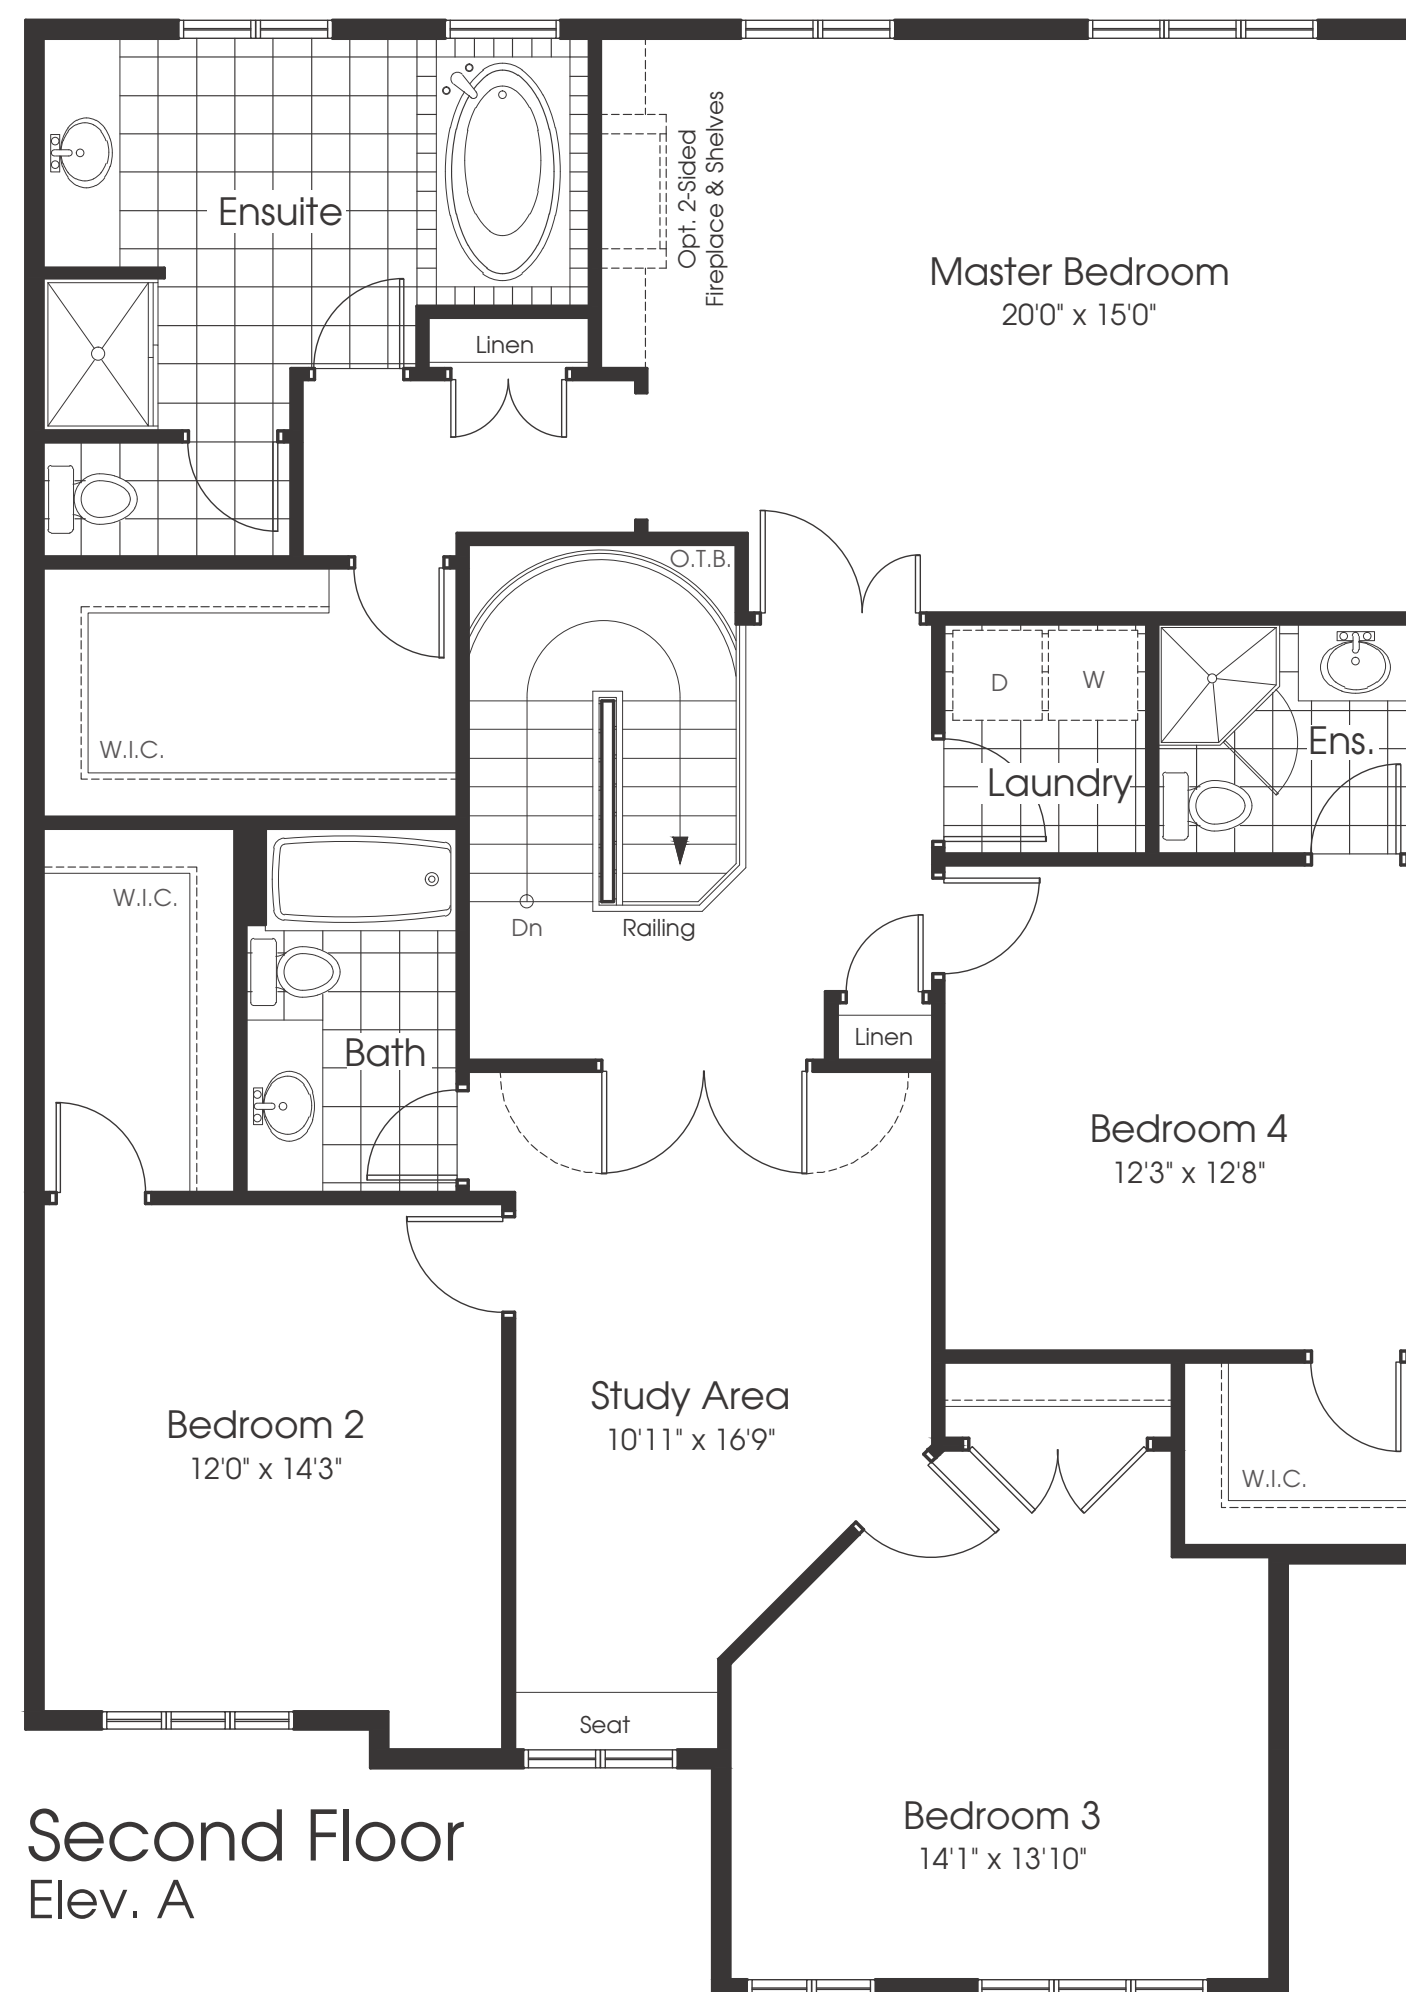 Ensuite
Opt. 2-Sided
Fireplace & Shelves
Master Bedroom
20'0" x 15'0"
Linen
O.T.B.
W.I.C.
D
W
Laundry
Ens.
W.I.C.
Dn
Railing
Linen
Bath
Bedroom 4
12'3" x 12'8"
Study Area
10'11" x 16'9"
Bedroom 2
12'0" x 14'3"
W.I.C.
Seat
Bedroom 3
14'1" x 13'10"
Second Floor
Elev. A